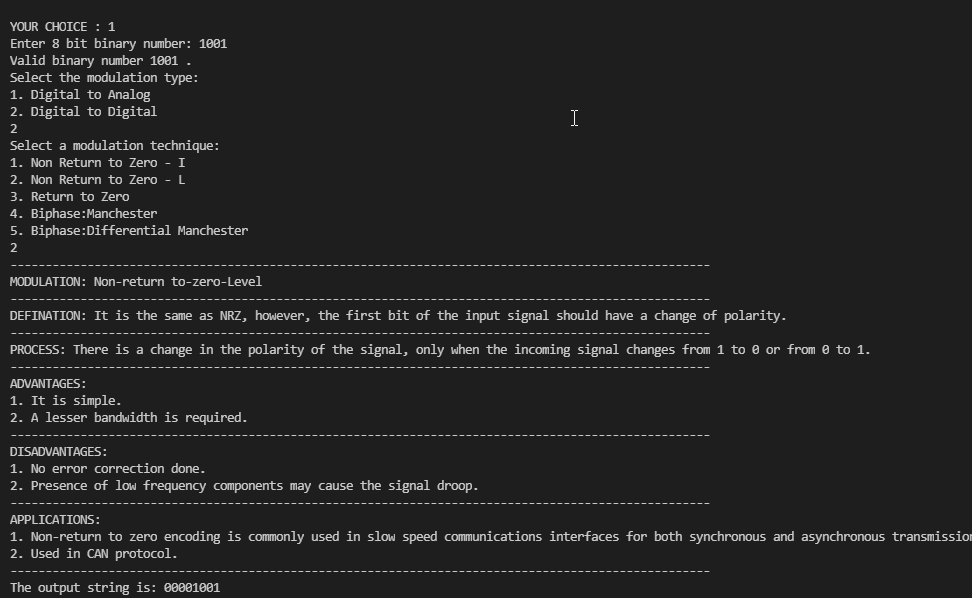 YOUR CHOICE : 1
Enter 8 bit binary number: 1001
Valid binary number 1001 .
Select the modulation type:
1. Digital to Analog
2. Digital to Digital
2
Select a modulation technique:
1. Non Return to Zero - I
2. Non Return to Zero - L
3. Return to Zero
4. Biphase:Manchester
5. Biphase:Differential Manchester
2
----------------------------------------------------------------------------------------------------
MODULATION: Non-return to-zero-Level
----------------------------------------------------------------------------------------------------
DEFINATION: It is the same as NRZ, however, the first bit of the input signal should have a change of polarity.
----------------------------------------------------------------------------------------------------
PROCESS: There is a change in the polarity of the signal, only when the incoming signal changes from 1 to 0 or from 0 to 1.
----------------------------------------------------------------------------------------------------
ADVANTAGES:
1. It is simple.
2. A lesser bandwidth is required.
----------------------------------------------------------------------------------------------------
DISADVANTAGES:
1. No error correction done.
2. Presence of low frequency components may cause the signal droop.
----------------------------------------------------------------------------------------------------
APPLICATIONS:
1. Non-return to zero encoding is commonly used in slow speed communications interfaces for both synchronous and asynchronous transmission
2. Used in CAN protocol.
----------------------------------------------------------------------------------------------------
The output string is: 00001001